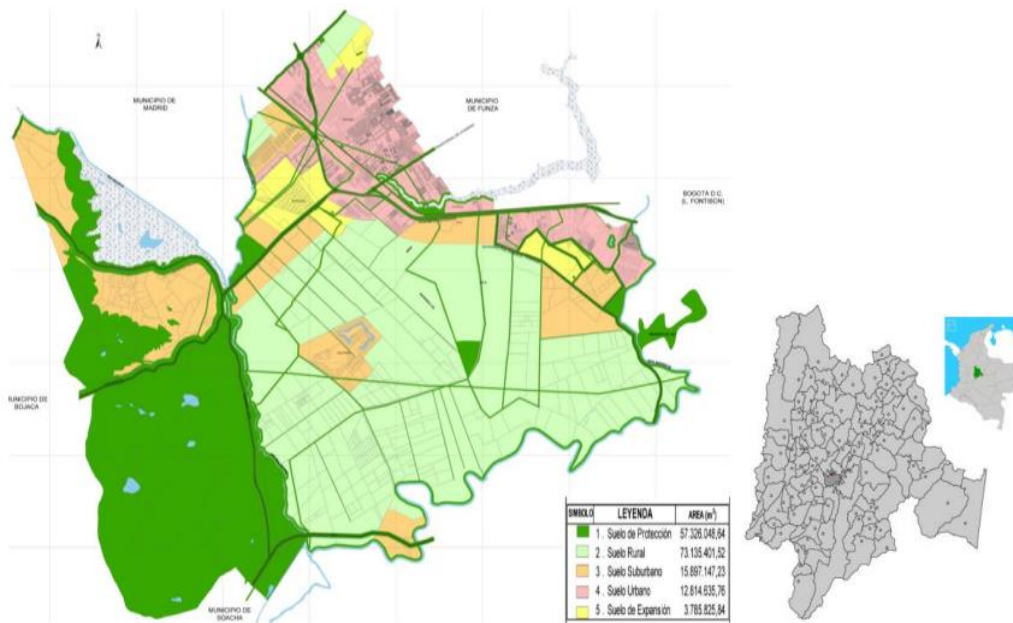 MUNICIPIO DE
MADRID
MUNICIPIO
DE FUNZA
BOGOTA D.C.
(L. FONTIBON)
MUNICIPIO DE
BOJACA
MUNICIPIO DE
SOACHA
SIMBOLO LEYENDA AREA (m²)
1 . Suelo de Protección 57.326.048,64
2 . Suelo Rural 73.135.401,52
3 . Suelo Suburbano 15.897.147,23
4 . Suelo Urbano 12.814.635,76
5 . Suelo de Expansión 3.785.825,84